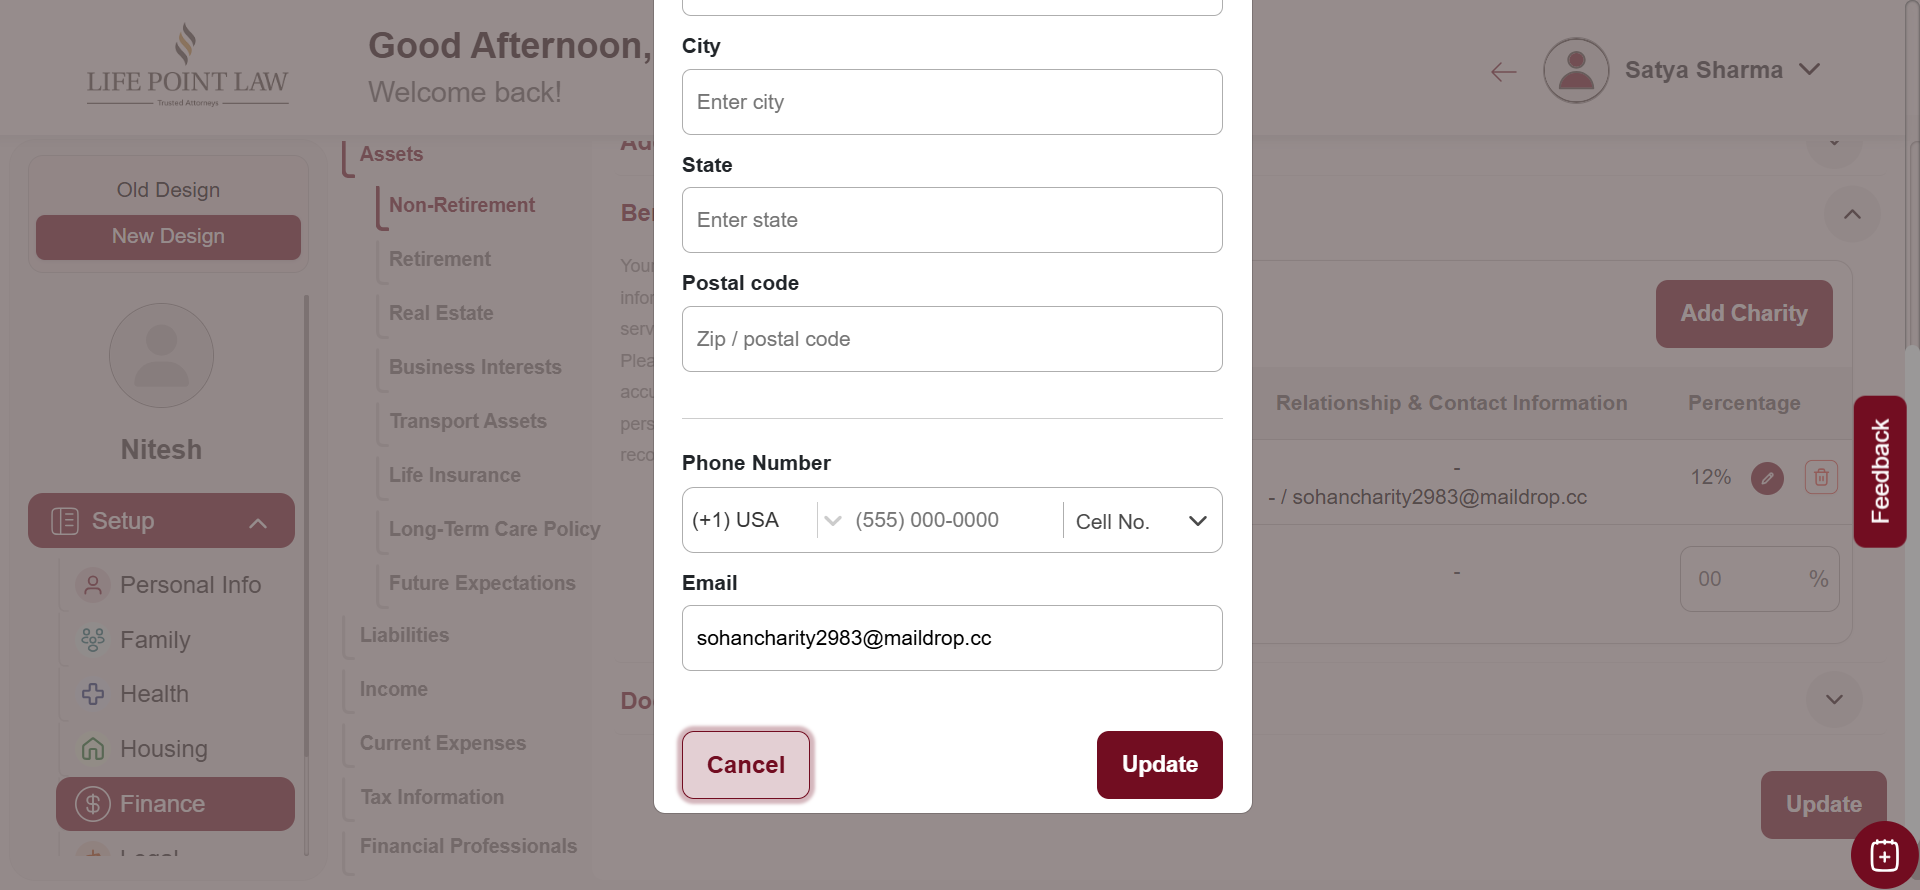 LIFE POINT LAW
Trusted Attorneys
Good Afternoon,
Welcome back!
Satya Sharma
Old Design
New Design
Nitesh
Setup
Personal Info
Family
Health
Housing
Finance
Assets
Non-Retirement
Retirement
Real Estate
Business Interests
Transport Assets
Life Insurance
Long-Term Care Policy
Future Expectations
Liabilities
Income
Current Expenses
Tax Information
Financial Professionals
City
Enter city
State
Enter state
Postal code
Zip / postal code
Phone Number
(+1) USA
(555) 000-0000
Cell No.
Email
sohancharity2983@maildrop.cc
Cancel
Update
Add Charity
Relationship & Contact Information
Percentage
-
- / sohancharity2983@maildrop.cc
12%
-
00 %
Update
Feedback